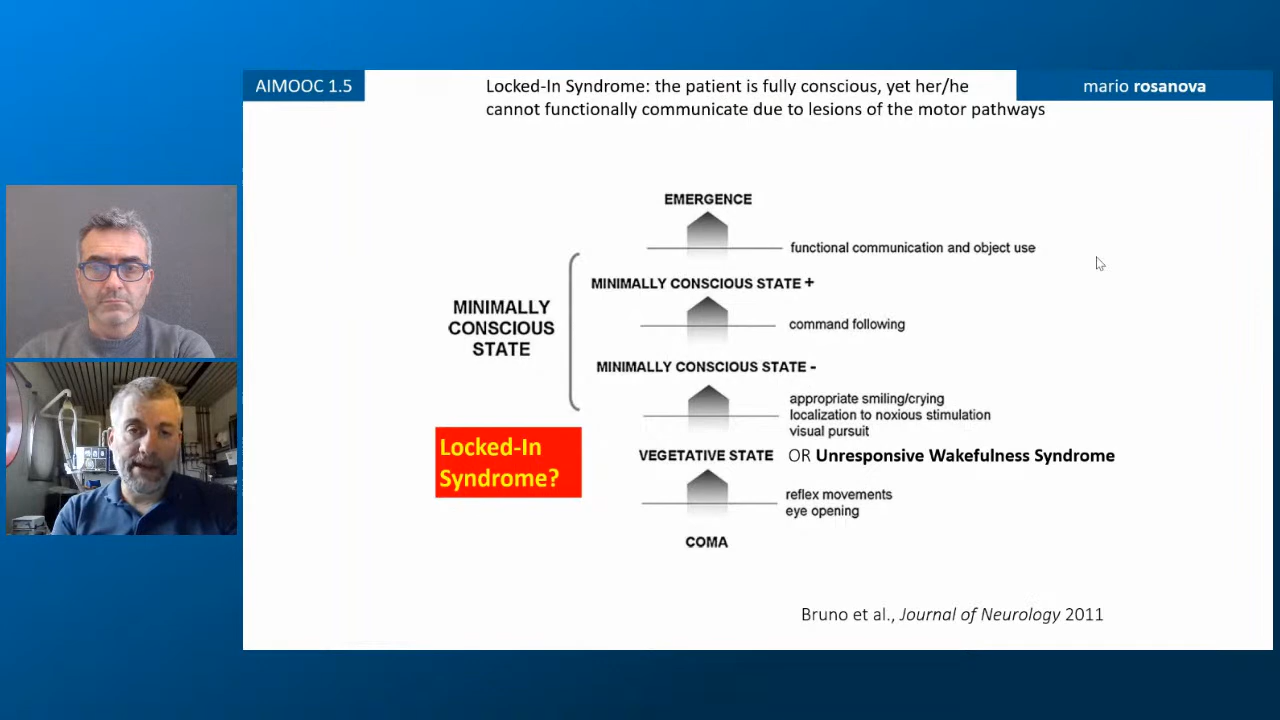 AIMOOC 1.5
Locked-In Syndrome: the patient is fully conscious, yet her/he
cannot functionally communicate due to lesions of the motor pathways
mario rosanova
EMERGENCE
functional communication and object use
MINIMALLY CONSCIOUS STATE +
MINIMALLY
CONSCIOUS
STATE
command following
MINIMALLY CONSCIOUS STATE -
appropriate smiling/crying
localization to noxious stimulation
visual pursuit
Locked-In
Syndrome?
VEGETATIVE STATE OR Unresponsive Wakefulness Syndrome
reflex movements
eye opening
COMA
Bruno et al., Journal of Neurology 2011